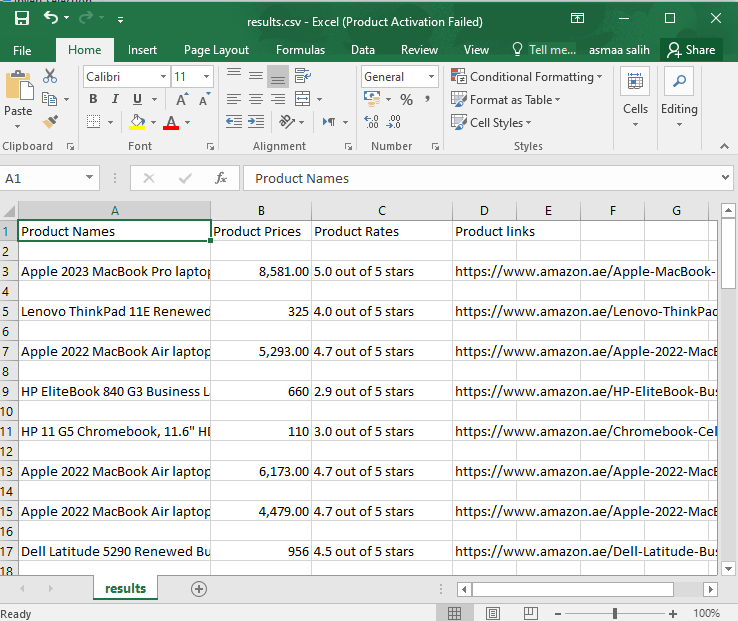 results.csv - Excel (Product Activation Failed)
File Home Insert Page Layout Formulas Data Review View Tell me... asmaa salih Share
Paste
Calibri 11
B I U A A
A
General
% ,
Conditional Formatting
Format as Table
Cell Styles
Cells
Editing
Clipboard Font Alignment Number Styles
A1 fx Product Names
A B C D E F G
1 Product Names Product Prices Product Rates Product links
2
3 Apple 2023 MacBook Pro laptop 8,581.00 5.0 out of 5 stars https://www.amazon.ae/Apple-MacBook-
4
5 Lenovo ThinkPad 11E Renewed 325 4.0 out of 5 stars https://www.amazon.ae/Lenovo-ThinkPad
6
7 Apple 2022 MacBook Air laptop 5,293.00 4.7 out of 5 stars https://www.amazon.ae/Apple-2022-MacB
8
9 HP EliteBook 840 G3 Business L 660 2.9 out of 5 stars https://www.amazon.ae/HP-EliteBook-Bus
10
11 HP 11 G5 Chromebook, 11.6" HD 110 3.0 out of 5 stars https://www.amazon.ae/Chromebook-Cel
12
13 Apple 2022 MacBook Air laptop 6,173.00 4.7 out of 5 stars https://www.amazon.ae/Apple-2022-MacB
14
15 Apple 2022 MacBook Air laptop 4,479.00 4.7 out of 5 stars https://www.amazon.ae/Apple-2022-MacB
16
17 Dell Latitude 5290 Renewed Bu 956 4.5 out of 5 stars https://www.amazon.ae/Dell-Latitude-Bus
18
results
Ready 100%